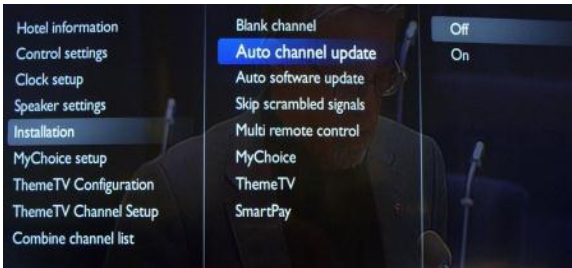 Hotel information
Control settings
Clock setup
Speaker settings
Installation
MyChoice setup
ThemeTV Configuration
ThemeTV Channel Setup
Combine channel list
Blank channel
Auto channel update
Auto software update
Skip scrambled signals
Multi remote control
MyChoice
ThemeTV
SmartPay
Off
On